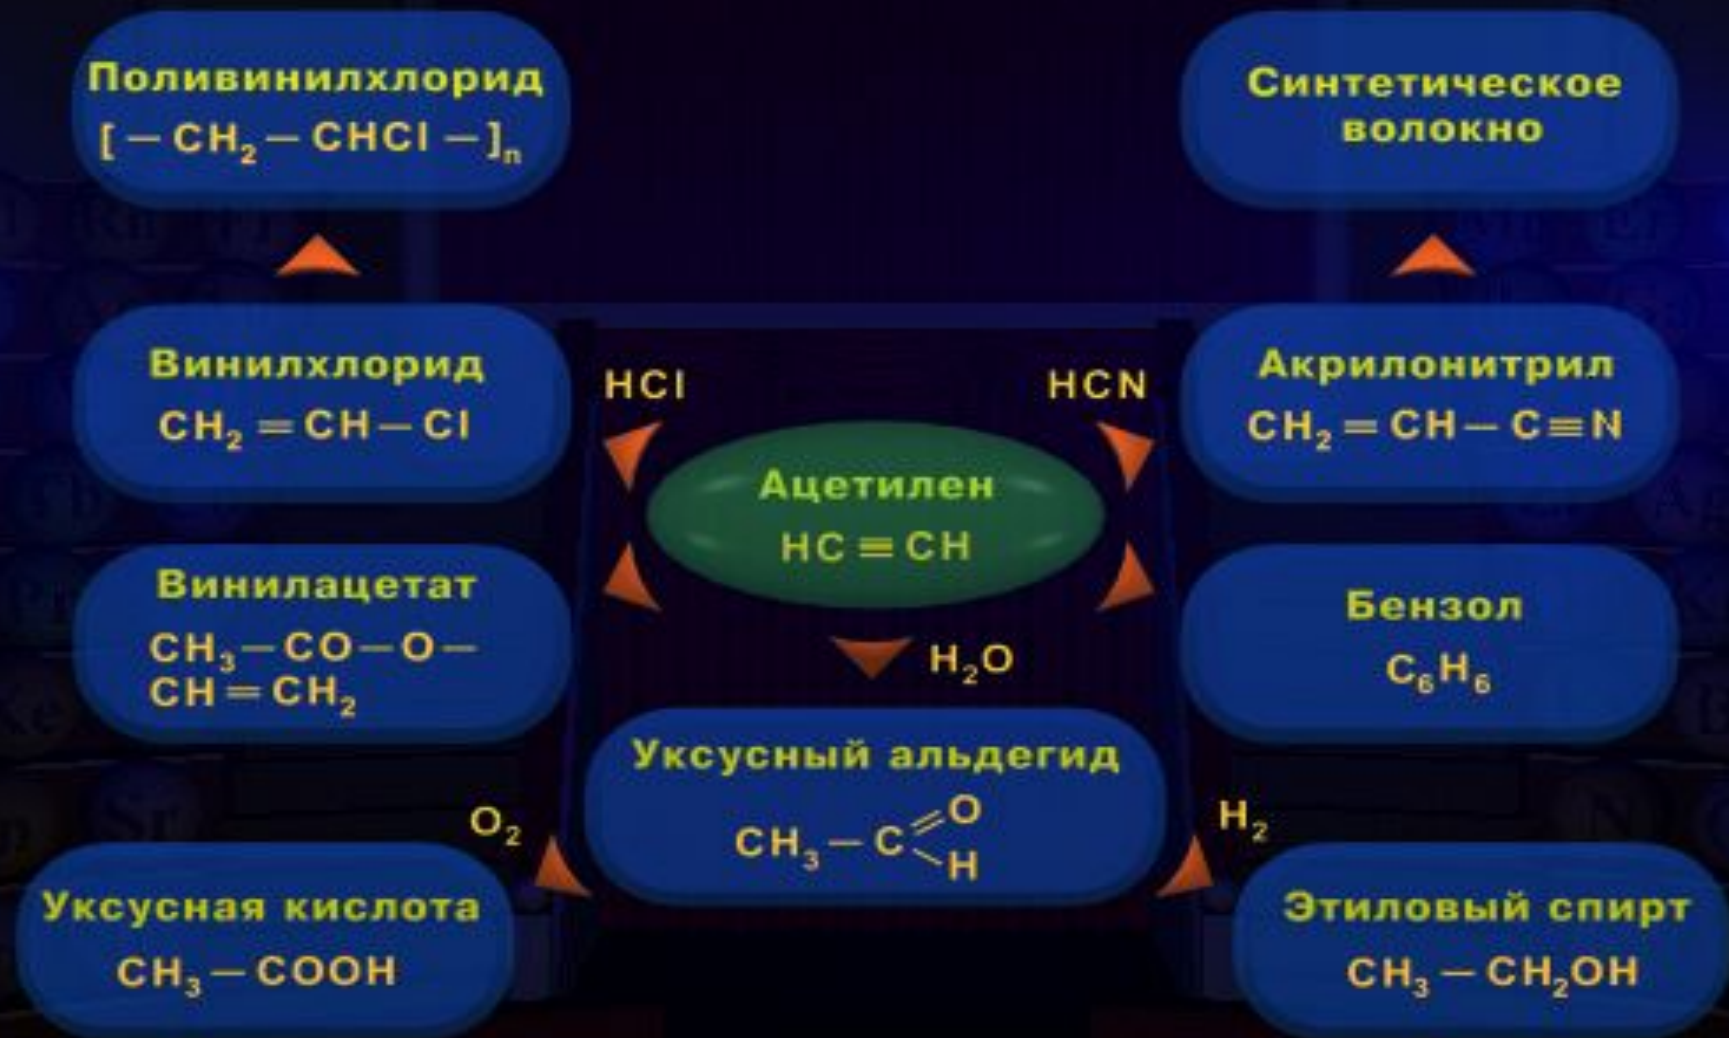 Поливинилхлорид
[ – CH₂ – CHCl – ]ₙ
Синтетическое
волокно
Винилхлорид
CH₂ = CH – Cl
HCl
HCN
Акрилонитрил
CH₂ = CH – C ≡ N
Ацетилен
HC ≡ CH
Винилацетат
CH₃ – CO – O –
CH = CH₂
Бензол
C₆H₆
H₂O
Уксусный альдегид
CH₃ – C
O
H
O₂
H₂
Уксусная кислота
CH₃ – COOH
Этиловый спирт
CH₃ – CH₂OH